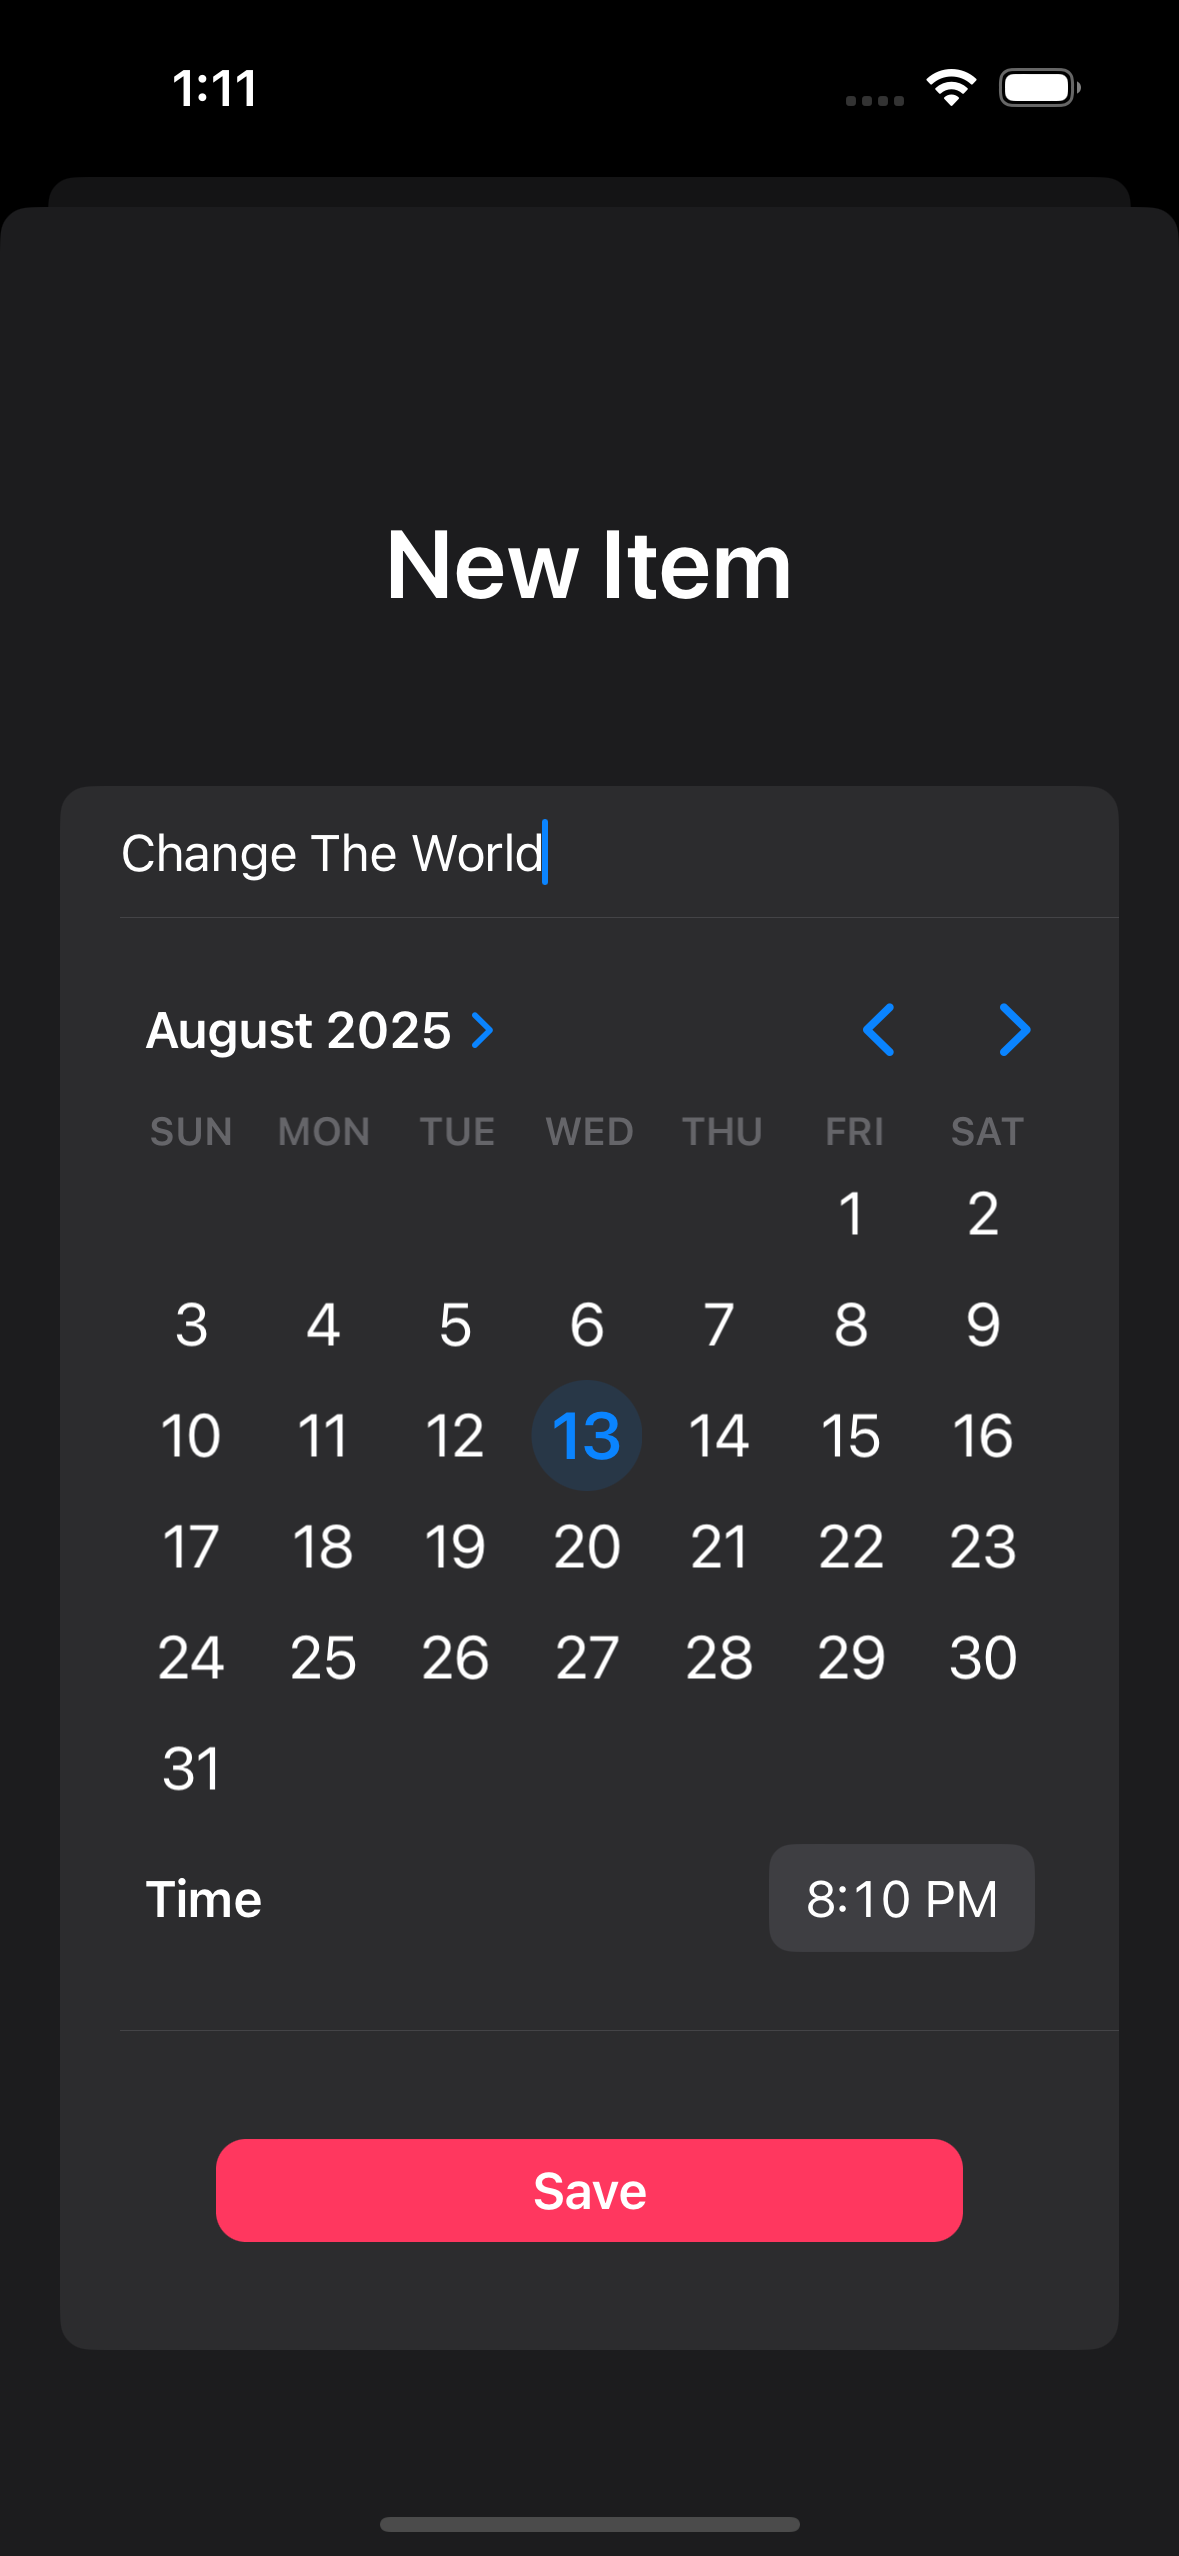 1:11
New Item
Change The World
August 2025
SUN MON TUE WED THU FRI SAT
1 2
3 4 5 6 7 8 9
10 11 12 13 14 15 16
17 18 19 20 21 22 23
24 25 26 27 28 29 30
31
Time 8:10 PM
Save